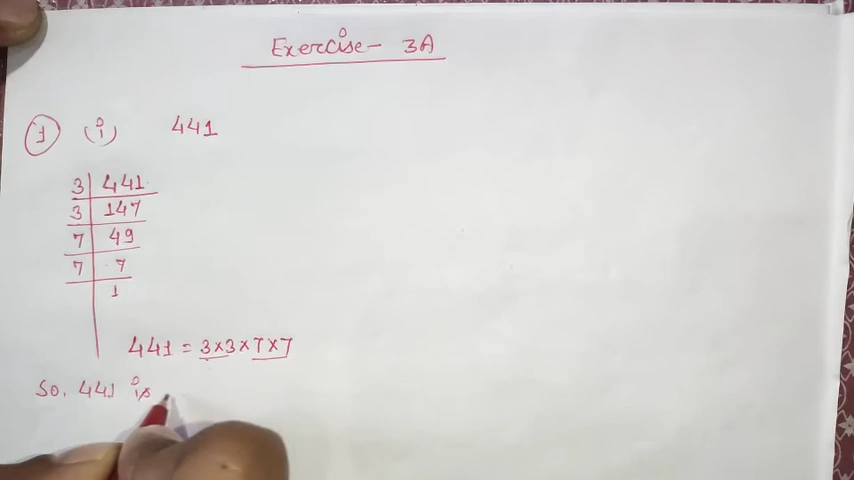 Exercise- 3A
1 (i) 441
3 441
3 147
7 49
7 7
1
441 = 3×3×7×7
So. 441 is